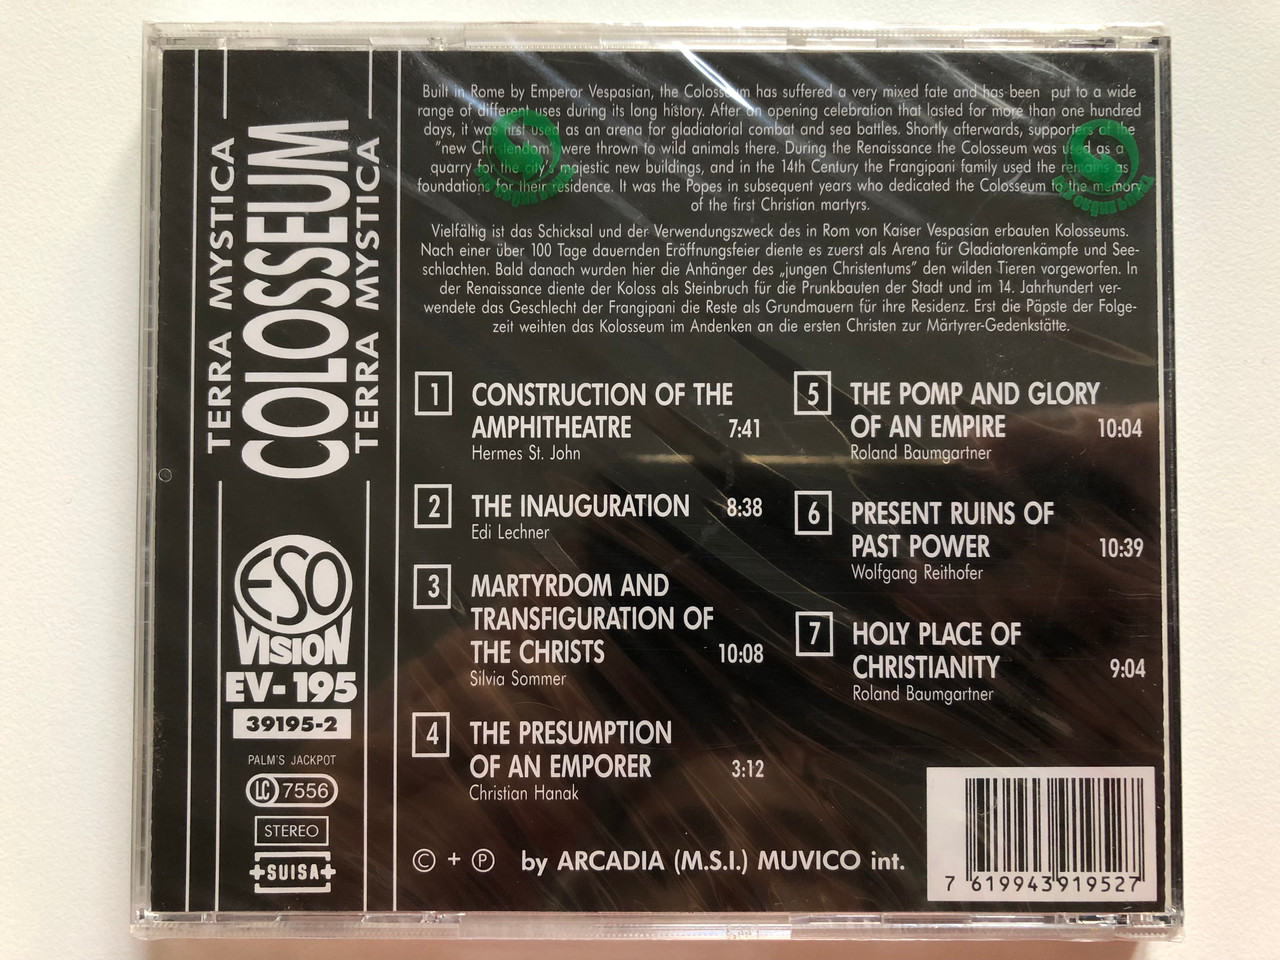 Built in Rome by Emperor Vespasian, the Colosseum has suffered a very mixed fate and has been put to a wide
range of different uses during its long history. After an opening celebration that lasted for more than one hundred
days, it was first used as an arena for gladiatorial combat and sea battles. Shortly afterwards, supporters of the
"new Christendom" were thrown to wild animals there. During the Renaissance the Colosseum was used as a
quarry for the city's majestic new buildings, and in the 14th Century the Frangipani family used the remains as
foundations for their residence. It was the Popes in subsequent years who dedicated the Colosseum to the memory
of the first Christian martyrs.
Vielfältig ist das Schicksal und der Verwendungszweck des in Rom von Kaiser Vespasian erbauten Kolosseums.
Nach einer über 100 Tage dauernden Eröffnungsfeier diente es zuerst als Arena für Gladiatorenkämpfe und See-
schlachten. Bald danach wurden hier die Anhänger des „jungen Christentums" den wilden Tieren vorgeworfen. In
der Renaissance diente der Koloss als Steinbruch für die Prunkbauten der Stadt und im 14. Jahrhundert ver-
wendete das Geschlecht der Frangipani die Reste als Grundmauern für ihre Residenz. Erst die Päpste der Folge-
zeit weihten das Kolosseum im Andenken an die ersten Christen zur Märtyrer-Gedenkstätte.
TERRA MYSTICA
COLOSSEUM
TERRA MYSTICA
ESO
VISION
EV-195
39195-2
PALM'S JACKPOT
LC 7556
STEREO
+SUISA+
1 CONSTRUCTION OF THE
AMPHITHEATRE 7:41
Hermes St. John
2 THE INAUGURATION 8:38
Edi Lechner
3 MARTYRDOM AND
TRANSFIGURATION OF
THE CHRISTS 10:08
Silvia Sommer
4 THE PRESUMPTION
OF AN EMPORER 3:12
Christian Hanak
5 THE POMP AND GLORY
OF AN EMPIRE 10:04
Roland Baumgartner
6 PRESENT RUINS OF
PAST POWER 10:39
Wolfgang Reithofer
7 HOLY PLACE OF
CHRISTIANITY 9:04
Roland Baumgartner
© + ℗ by ARCADIA (M.S.I.) MUVICO int.
7 619943 919527